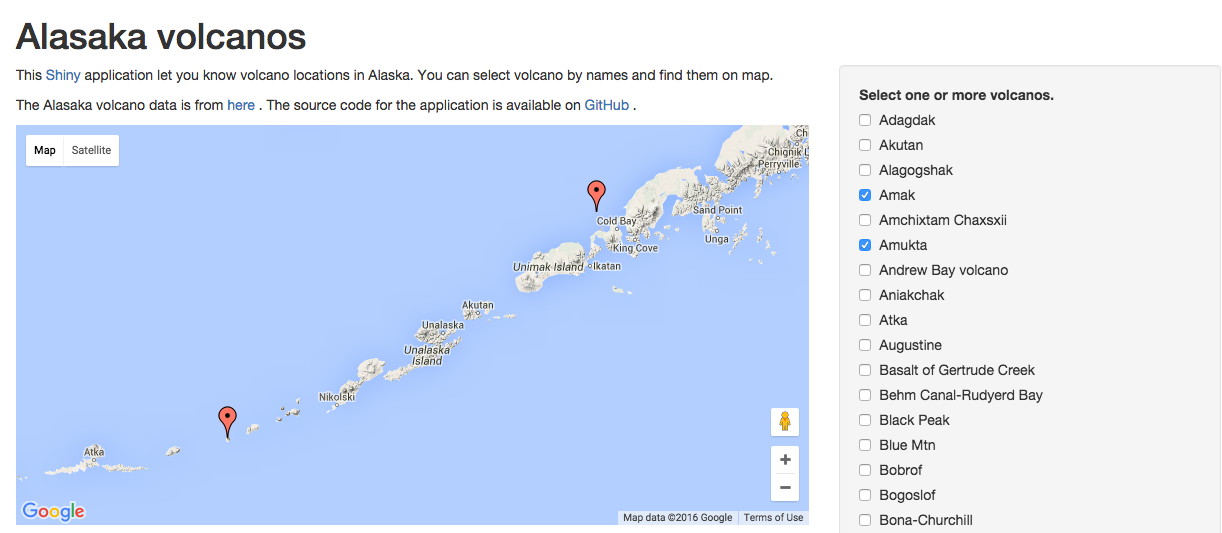 Alasaka volcanos
This Shiny application let you know volcano locations in Alaska. You can select volcano by names and find them on map.
The Alasaka volcano data is from here . The source code for the application is available on GitHub .
Map
Satellite
Ch
Chignik L
Perryville
Sand Point
Cold Bay
King Cove
Unga
Unimak Island
Ikatan
Akutan
Unalaska
Unalaska
Island
Nikolski
Atka
+
−
Google
Map data ©2016 Google
Terms of Use
Select one or more volcanos.
Adagdak
Akutan
Alagogshak
Amak
Amchixtam Chaxsxii
Amukta
Andrew Bay volcano
Aniakchak
Atka
Augustine
Basalt of Gertrude Creek
Behm Canal-Rudyerd Bay
Black Peak
Blue Mtn
Bobrof
Bogoslof
Bona-Churchill